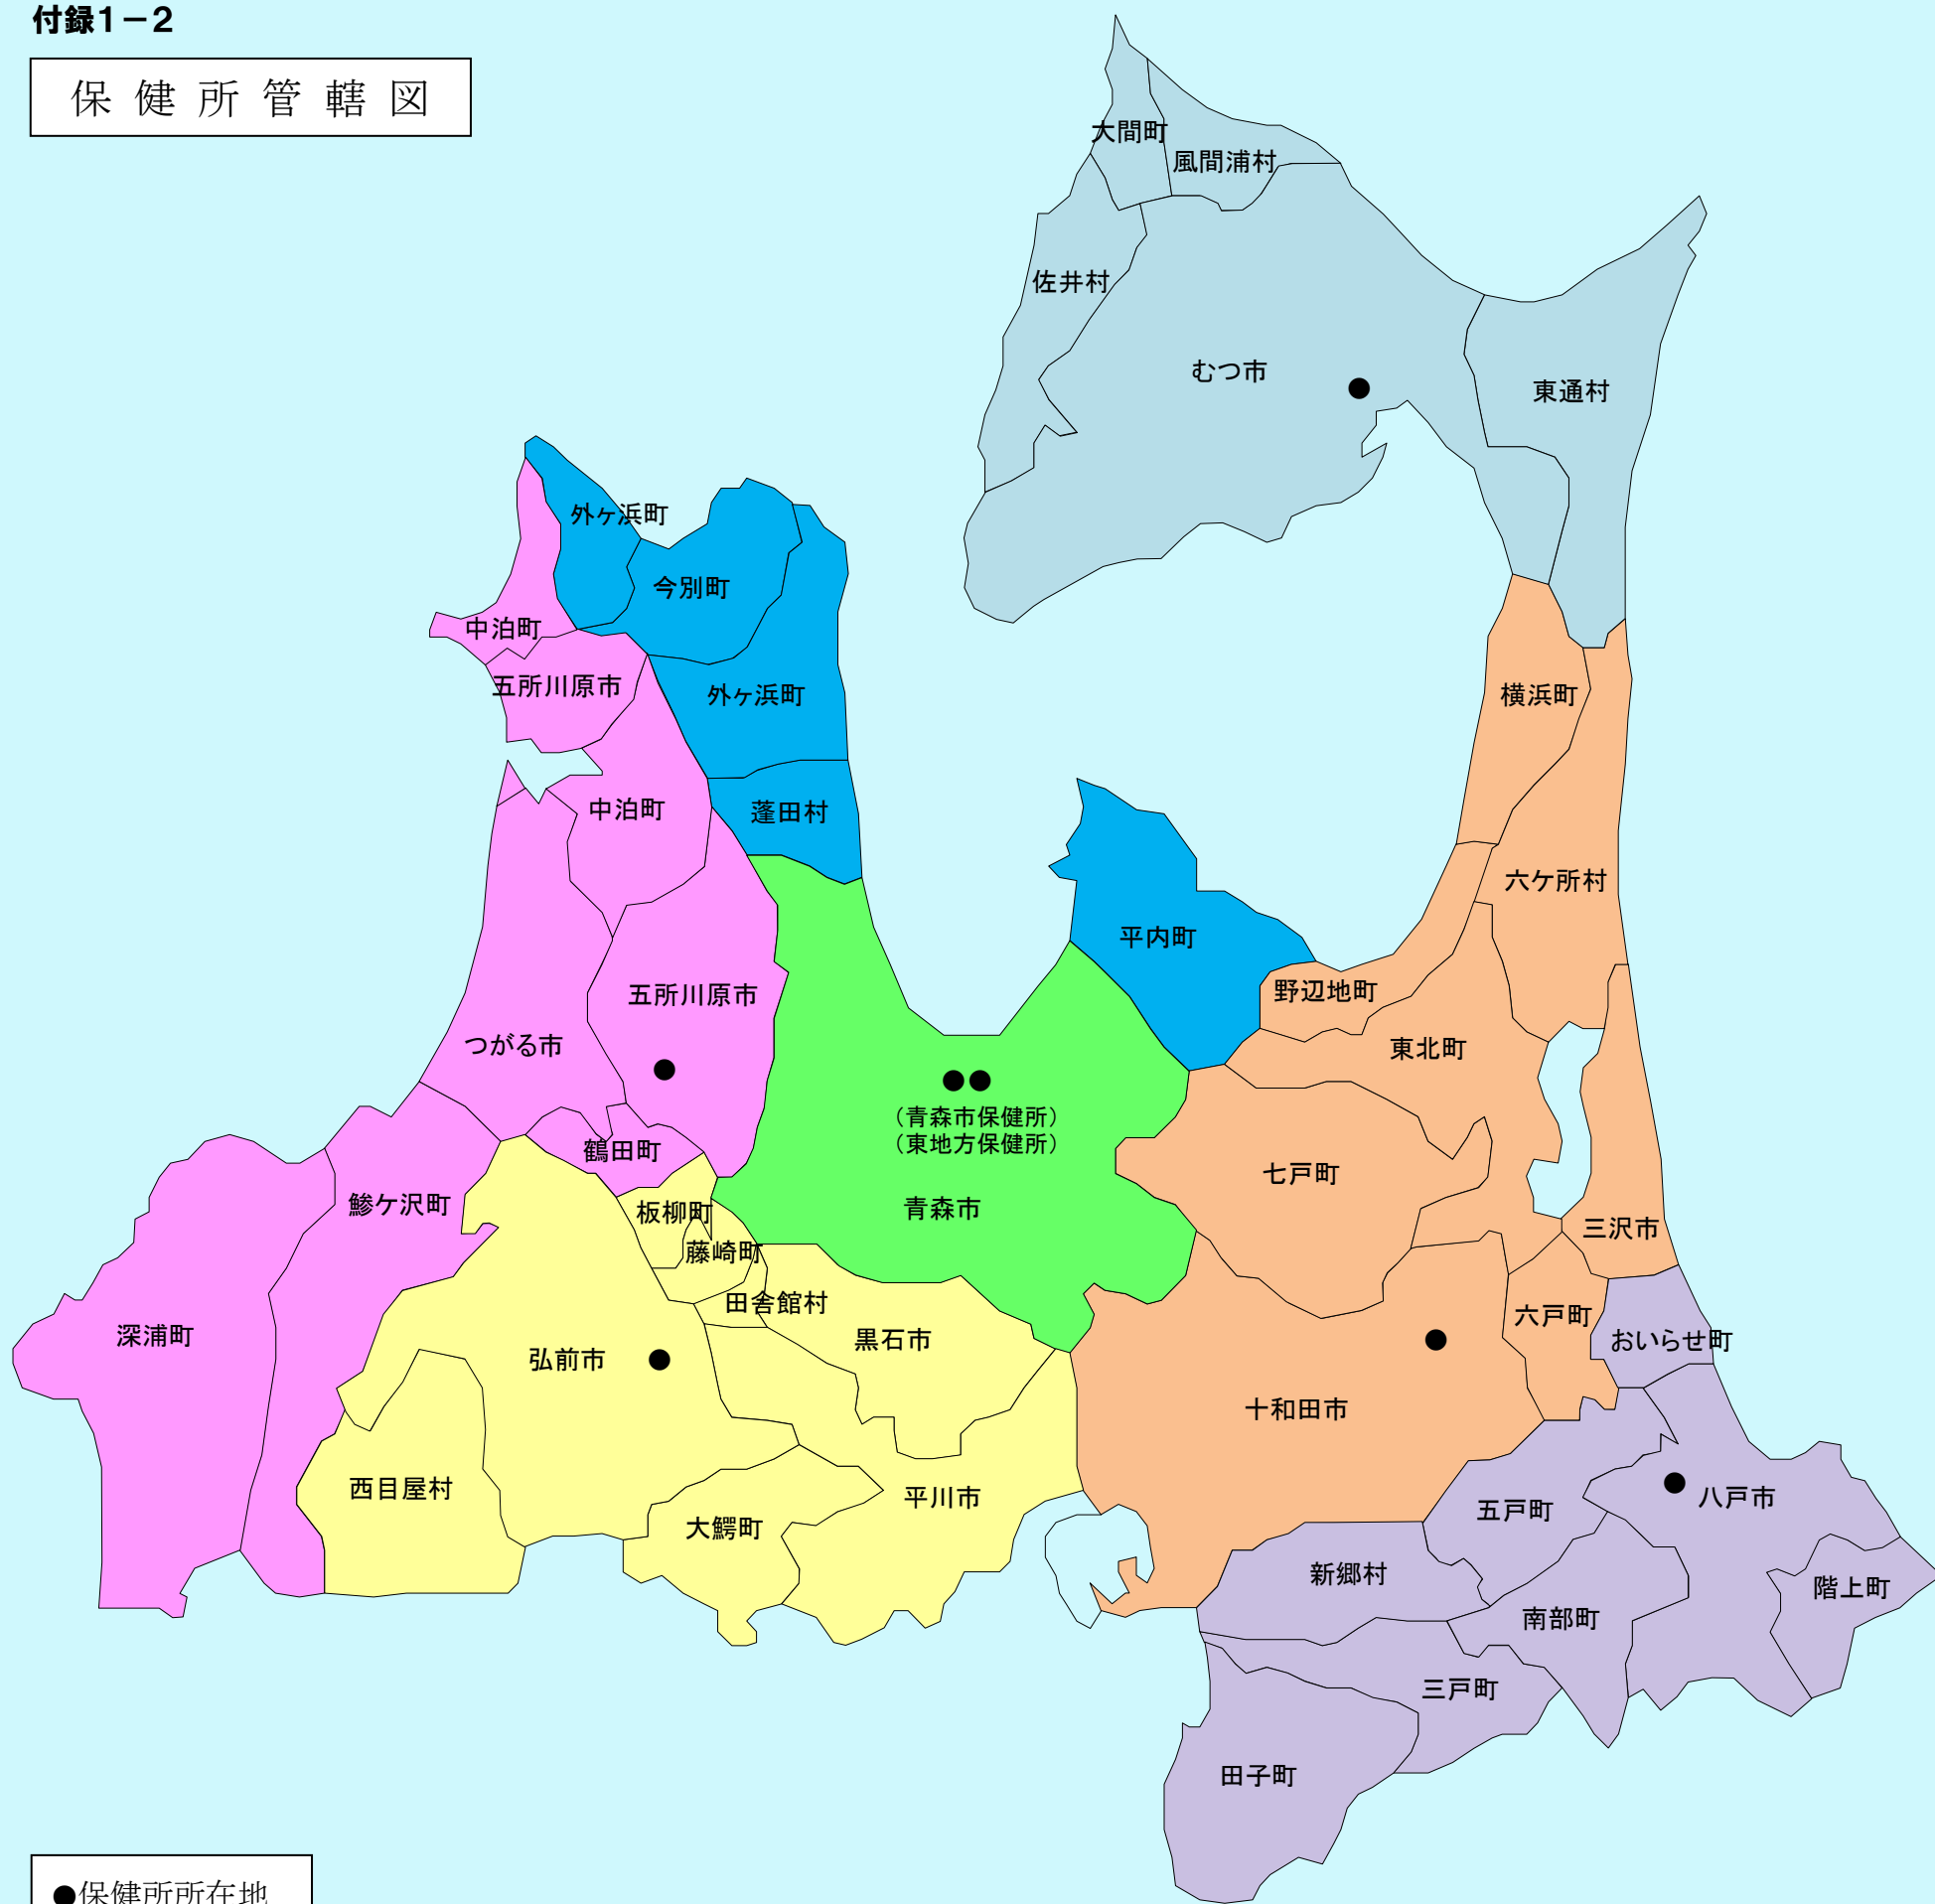 付録1－2
保健所管轄図
大間町
風間浦村
佐井村
むつ市
東通村
外ヶ浜町
今別町
中泊町
五所川原市
外ヶ浜町
横浜町
中泊町
蓬田村
六ケ所村
平内町
野辺地町
五所川原市
つがる市
東北町
（青森市保健所）
（東地方保健所）
鶴田町
七戸町
鰺ケ沢町
板柳町
青森市
三沢市
藤崎町
田舎館村
六戸町
深浦町
黒石市
おいらせ町
弘前市
十和田市
西目屋村
平川市
八戸市
五戸町
大鰐町
新郷村
階上町
南部町
三戸町
田子町
●保健所所在地